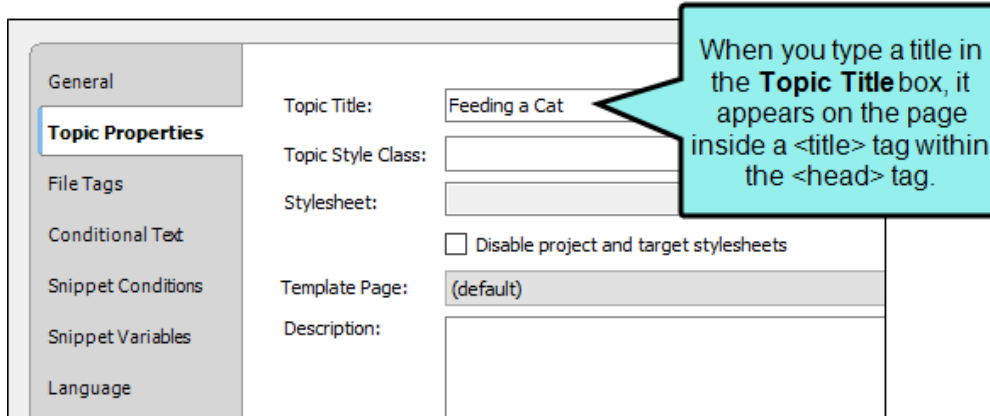 General
Topic Properties
File Tags
Conditional Text
Snippet Conditions
Snippet Variables
Language
Topic Title: Feeding a Cat
Topic Style Class:
Stylesheet:
Disable project and target stylesheets
Template Page: (default)
Description:
When you type a title in
the Topic Title box, it
appears on the page
inside a <title> tag within
the <head> tag.